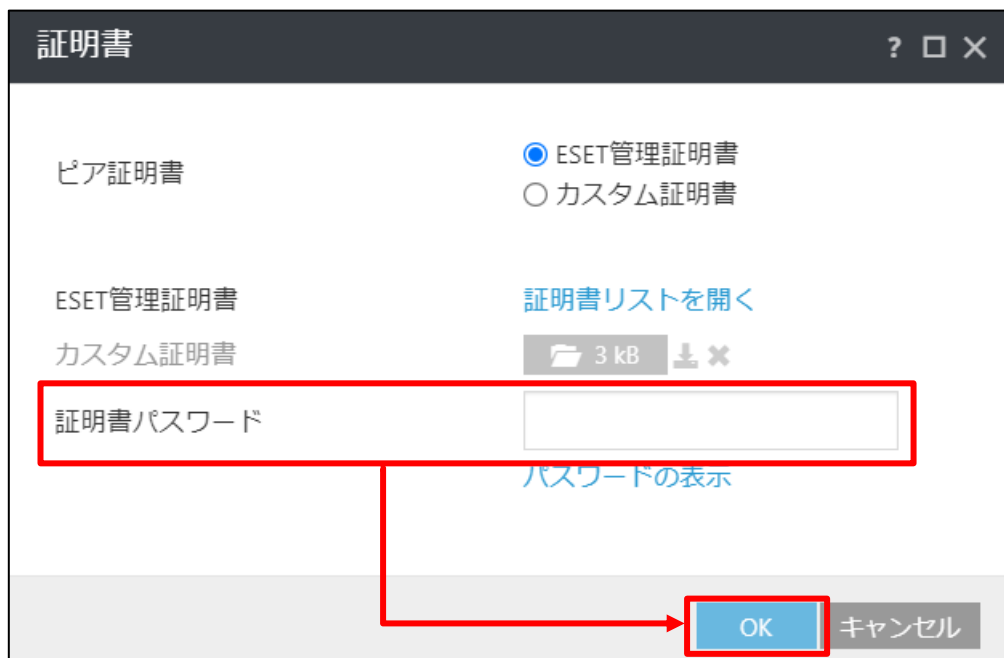 証明書
?
ピア証明書
ESET管理証明書
カスタム証明書
ESET管理証明書
証明書リストを開く
カスタム証明書
3 kB
証明書パスワード
パスワードの表示
OK
キャンセル